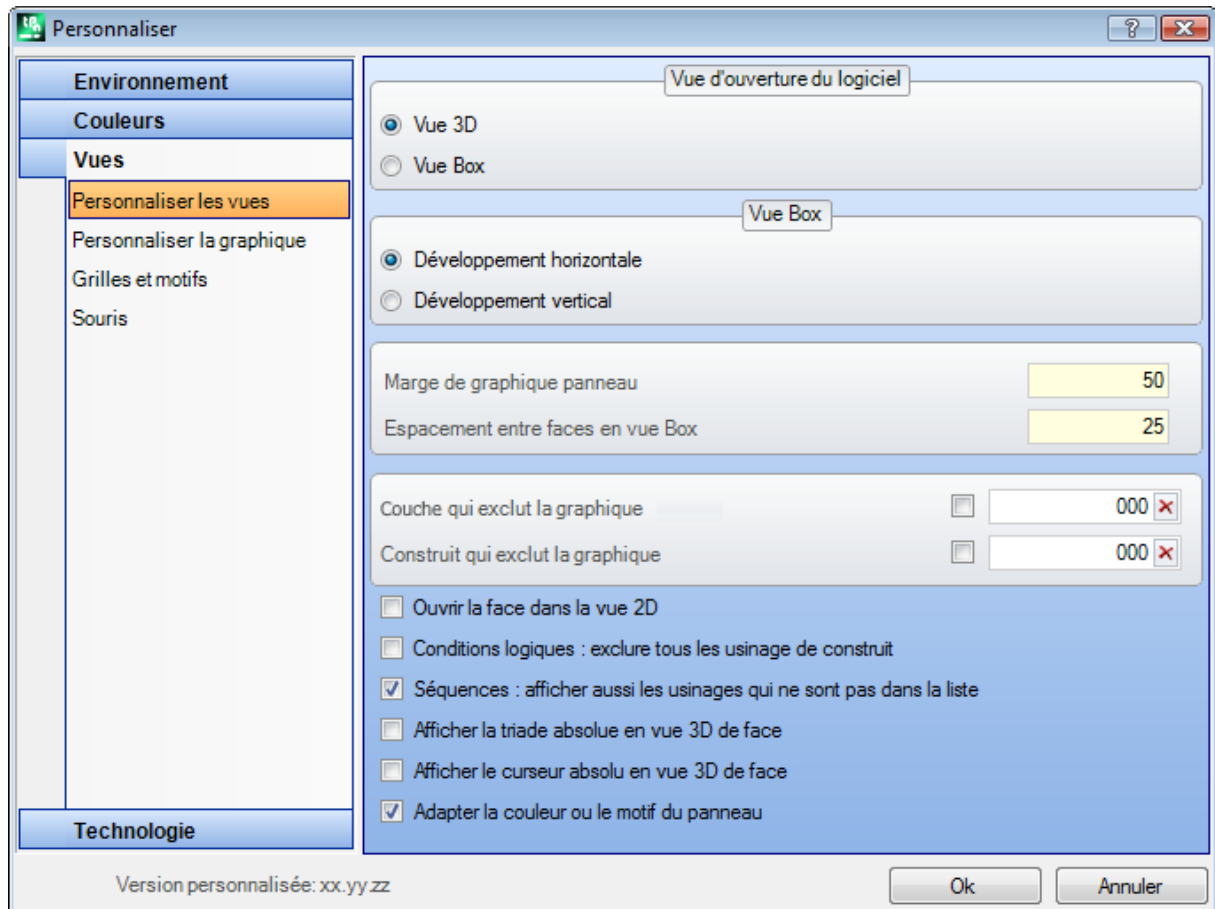 tpa
Personnaliser
?
Environnement
Couleurs
Vues
Personnaliser les vues
Personnaliser la graphique
Grilles et motifs
Souris
Technologie
Vue d'ouverture du logiciel
Vue 3D
Vue Box
Vue Box
Développement horizontale
Développement vertical
Marge de graphique panneau 50
Espacement entre faces en vue Box 25
Couche qui exclut la graphique 000
Construit qui exclut la graphique 000
Ouvrir la face dans la vue 2D
Conditions logiques : exclure tous les usinage de construit
Séquences : afficher aussi les usinages qui ne sont pas dans la liste
Afficher la triade absolue en vue 3D de face
Afficher le curseur absolu en vue 3D de face
Adapter la couleur ou le motif du panneau
Version personnalisée: xx.yy.zz
Ok
Annuler